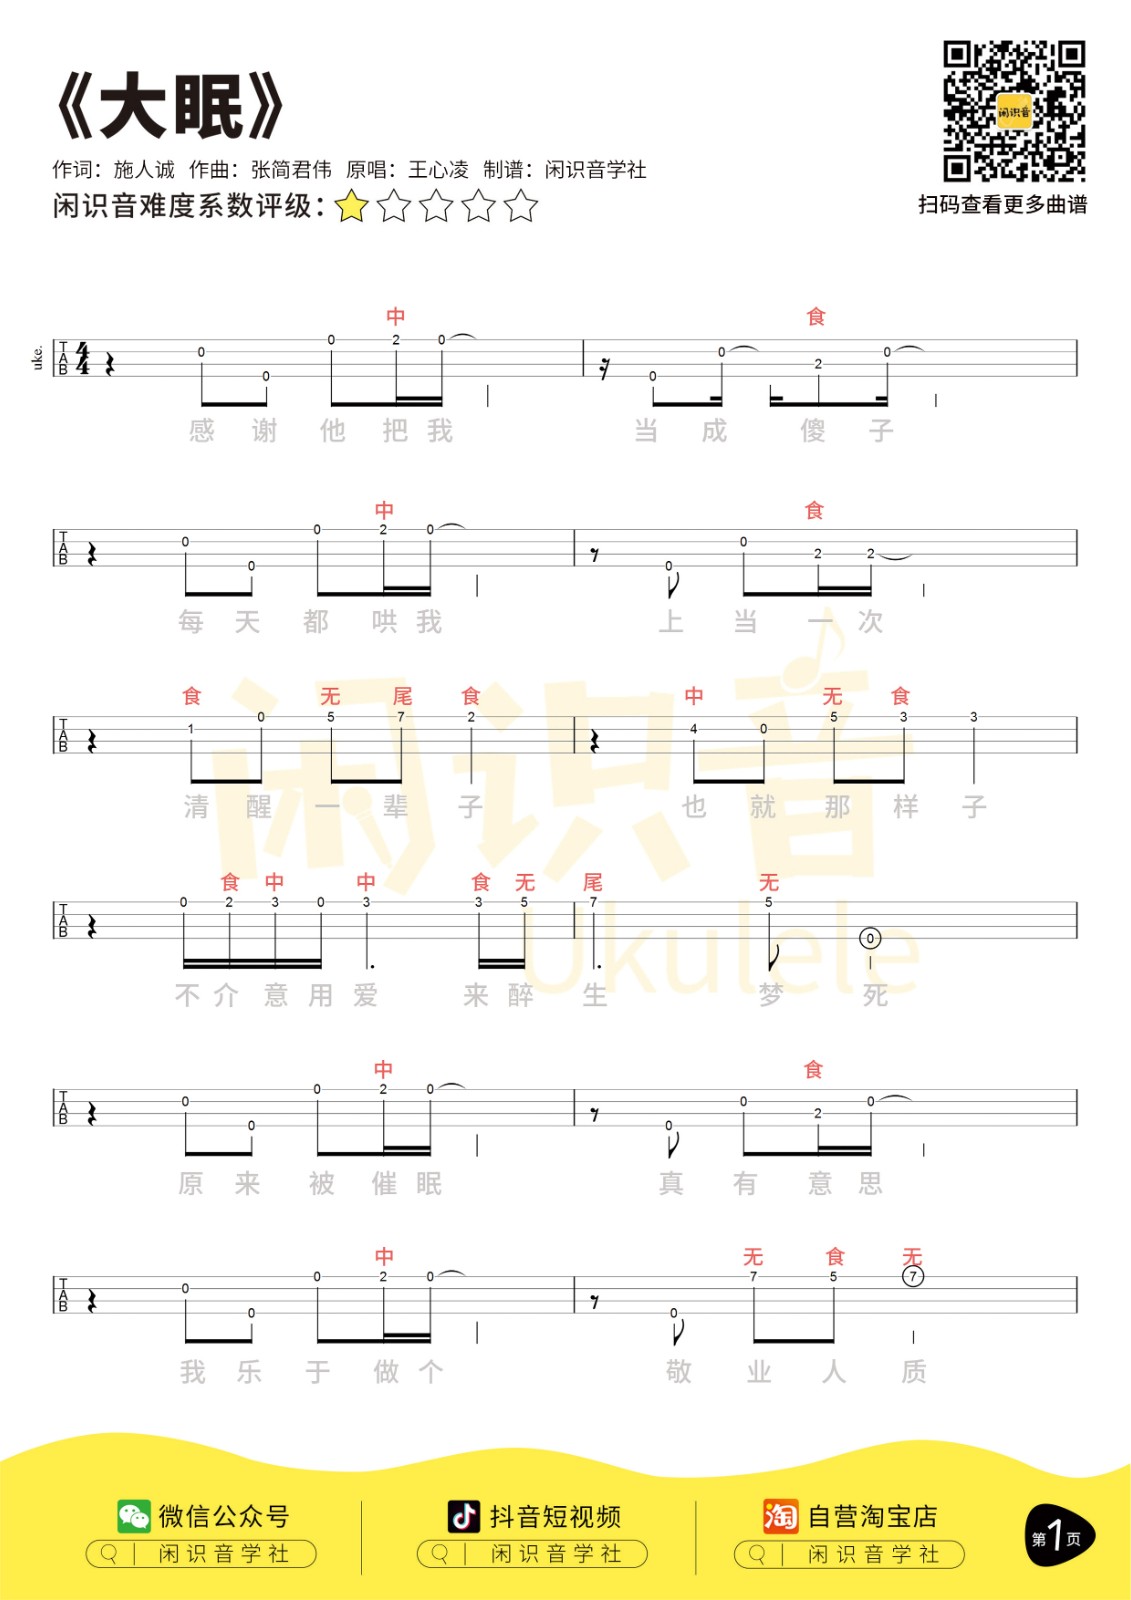 《大眠》
作词：施人诚 作曲：张简君伟 原唱：王心凌 制谱：闲识音学社
闲识音难度系数评级：
闲识音
扫码查看更多曲谱
中 食
uke. TAB 4/4 0 0 0 2 0 0 0 2 0
感 谢 他 把 我 当 成 傻 子
中 食
TAB 0 0 0 2 0 0 0 2 2
每 天 都 哄 我 上 当 一 次
食 无 尾 食 中 无 食
TAB 1 0 5 7 2 4 0 5 3 3
清 醒 一 辈 子 也 就 那 样 子
食 中 中 食 无 尾 无
TAB 0 2 3 0 3 3 5 7 5 0
不 介 意 用 爱 来 醉 生 梦 死
闲识音
Ukulele
中 食
TAB 0 0 0 2 0 0 0 2 0
原 来 被 催 眠 真 有 意 思
中 无 食 无
TAB 0 0 0 2 0 0 7 5 7
我 乐 于 做 个 敬 业 人 质
微信公众号
闲识音学社
抖音短视频
闲识音学社
淘 自营淘宝店
闲识音学社
第1页